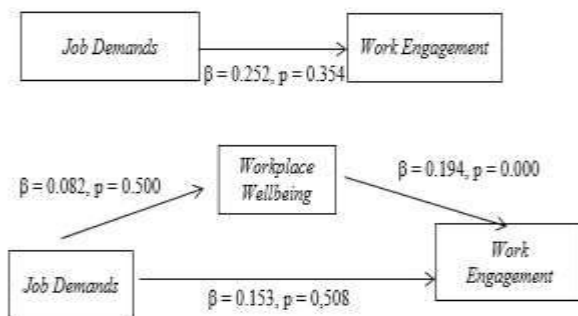 Job Demands
Work Engagement
β = 0.252, p = 0.354
Workplace
Wellbeing
β = 0.082, p = 0.500
β = 0.194, p = 0.000
Work
Engagement
Job Demands
β = 0.153, p = 0,508